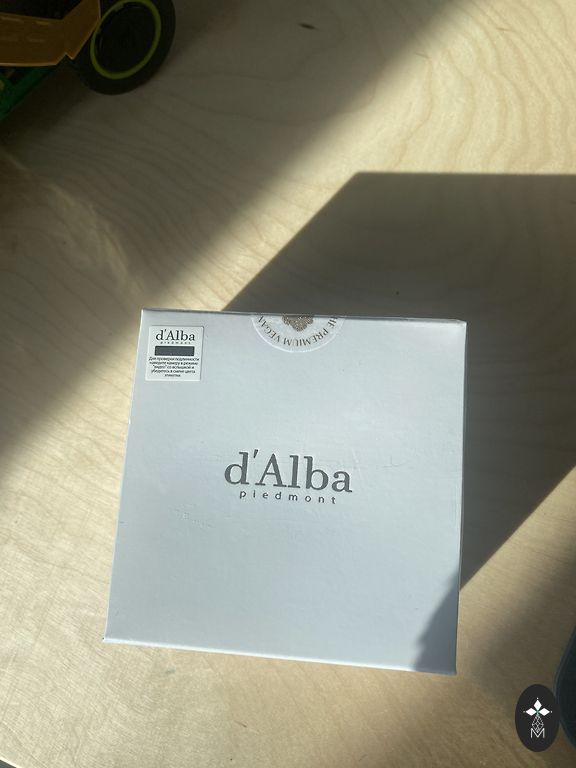 THE PREMIUM VEGAN
d'Alba
piedmont
Для проверки подлинности
наведите камеру в режиме
"видео" со вспышкой и
убедитесь в смене цвета
этикетки
d'Alba
piedmont
M